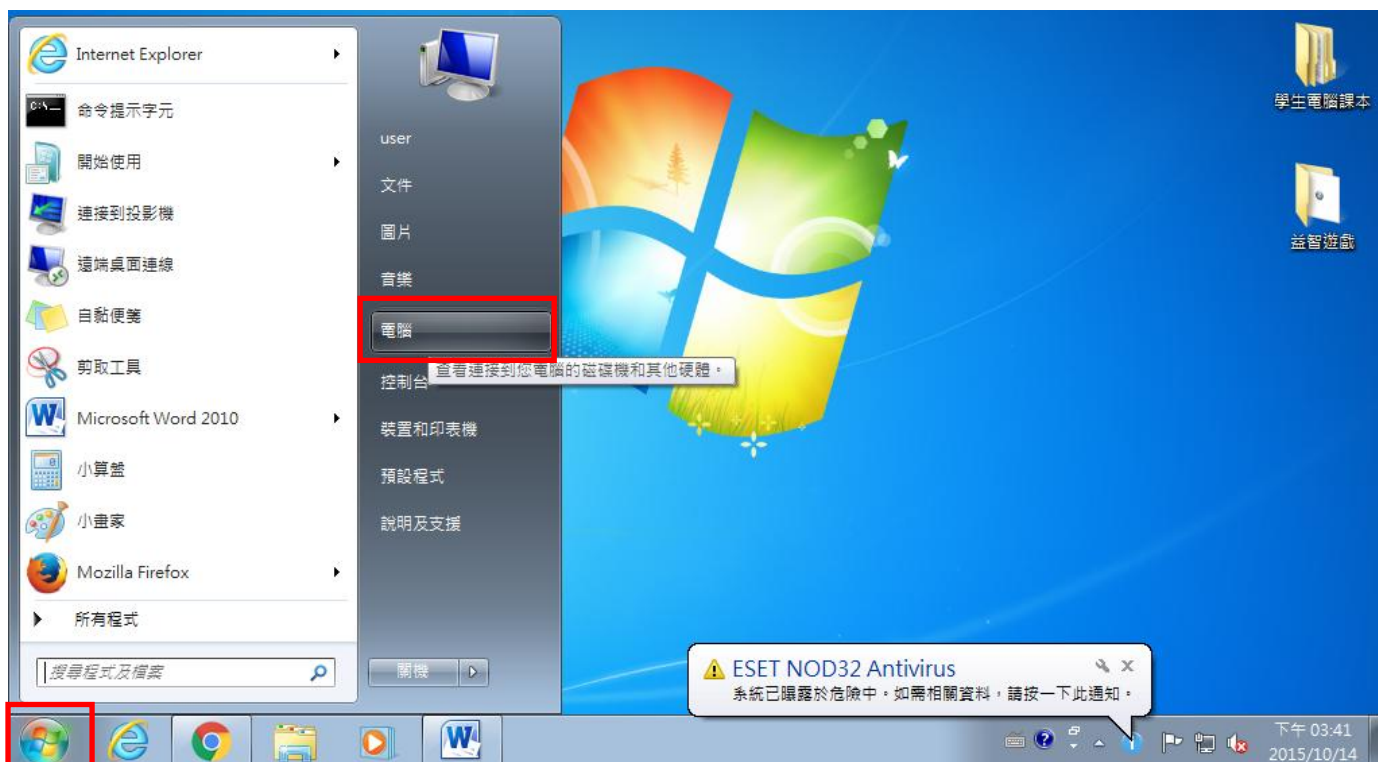 Internet Explorer
命令提示字元
開始使用
連接到投影機
遠端桌面連線
自黏便箋
剪取工具
Microsoft Word 2010
小算盤
小畫家
Mozilla Firefox
所有程式
搜尋程式及檔案
user
文件
圖片
音樂
電腦
查看連接到您電腦的磁碟機和其他硬體。
控制台
裝置和印表機
預設程式
說明及支援
關機
學生電腦課本
益智遊戲
ESET NOD32 Antivirus
系統已曝露於危險中。如需相關資料，請按一下此通知。
下午 03:41
2015/10/14